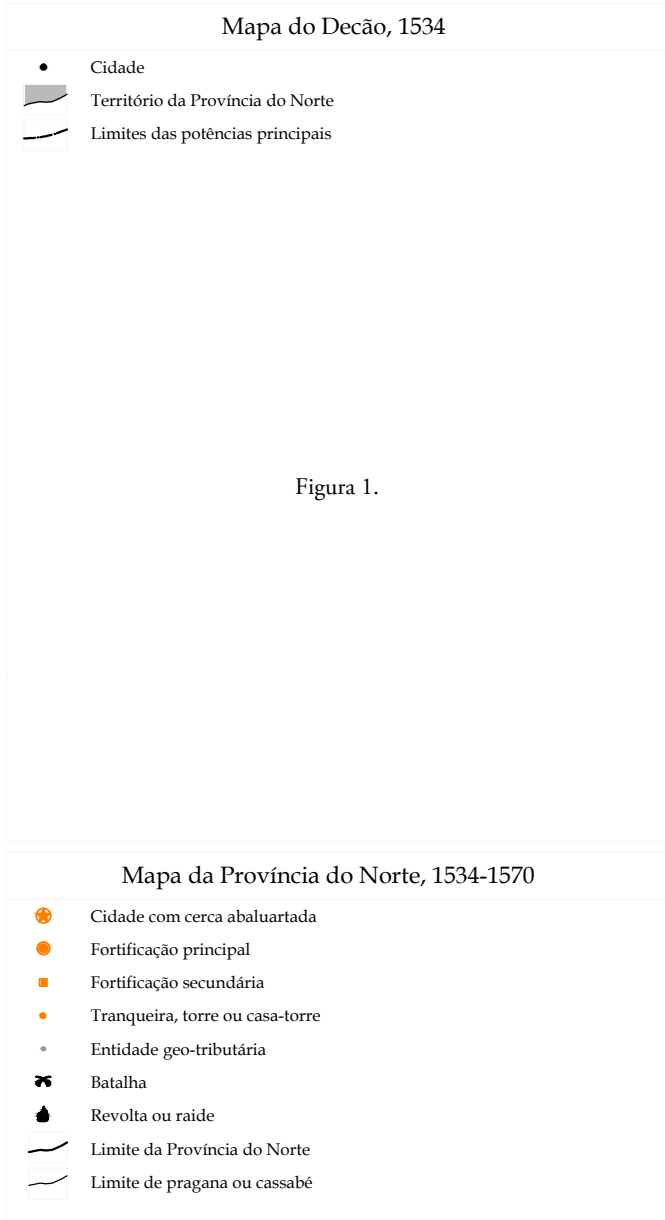 Mapa do Decão, 1534
Cidade
Território da Província do Norte
Limites das potências principais
Figura 1.
Mapa da Província do Norte, 1534-1570
Cidade com cerca abaluartada
Fortificação principal
Fortificação secundária
Tranqueira, torre ou casa-torre
Entidade geo-tributária
Batalha
Revolta ou raide
Limite da Província do Norte
Limite de pragana ou cassabé